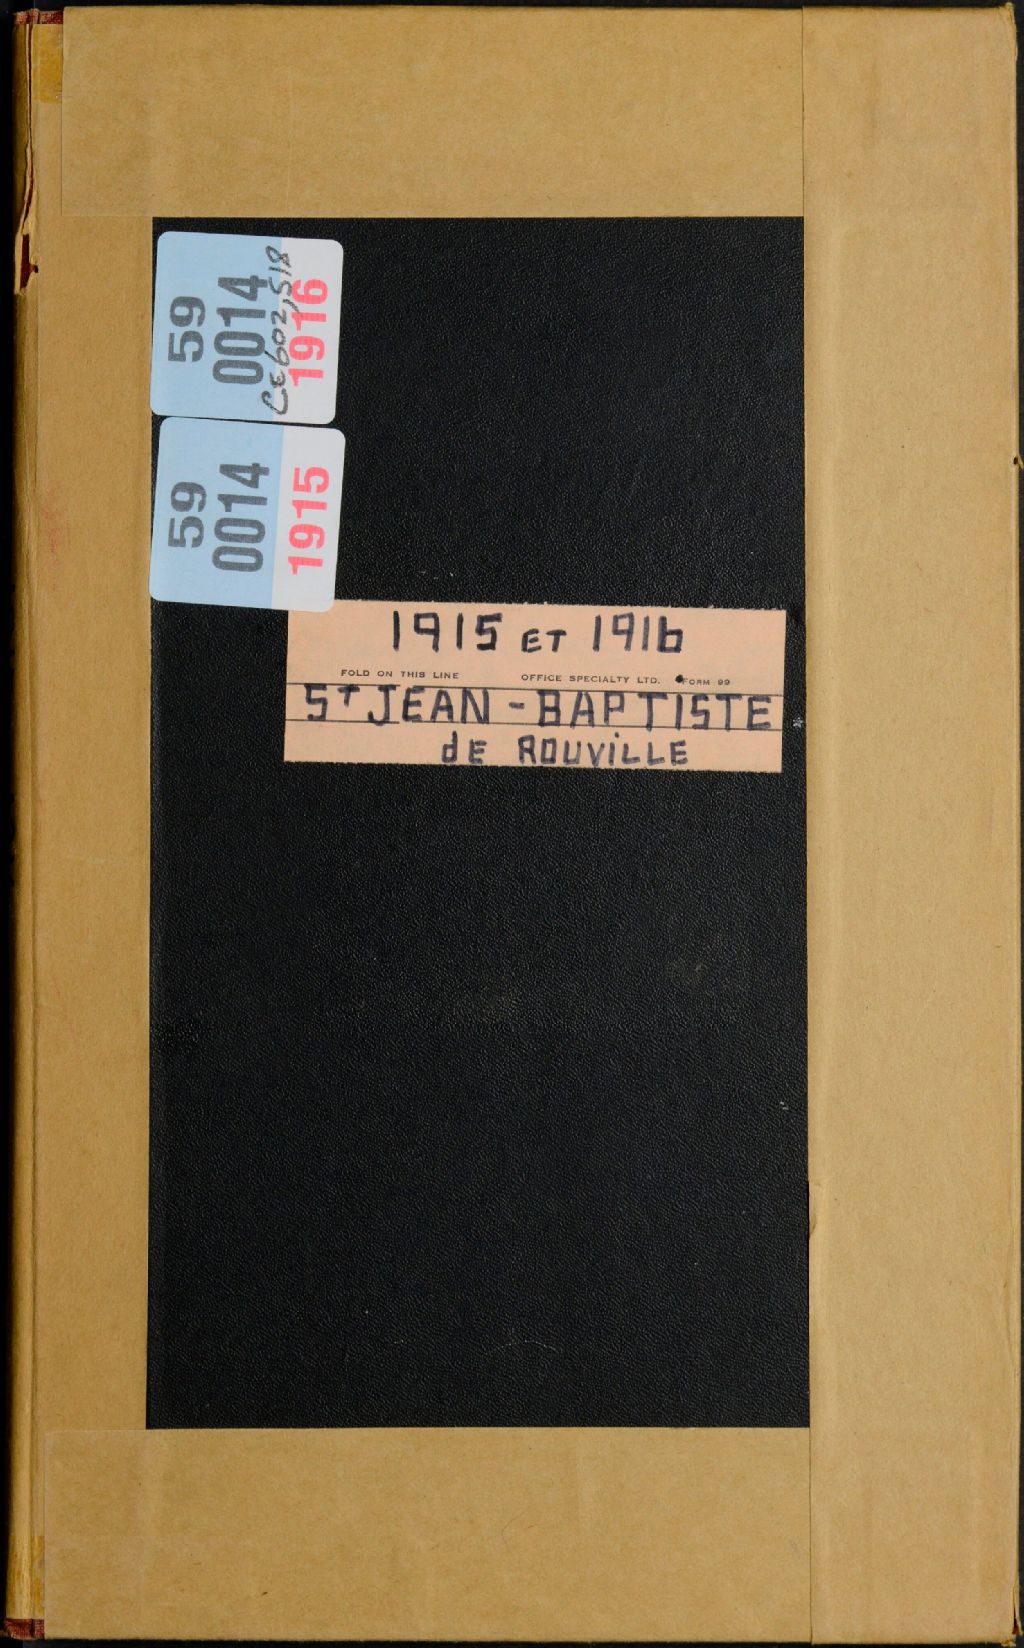 59
0014
CE602,S18
1916
59
0014
1915
1915 ET 1916
FOLD ON THIS LINE OFFICE SPECIALTY LTD. FORM 99
ST JEAN-BAPTISTE
dE ROUViLLE